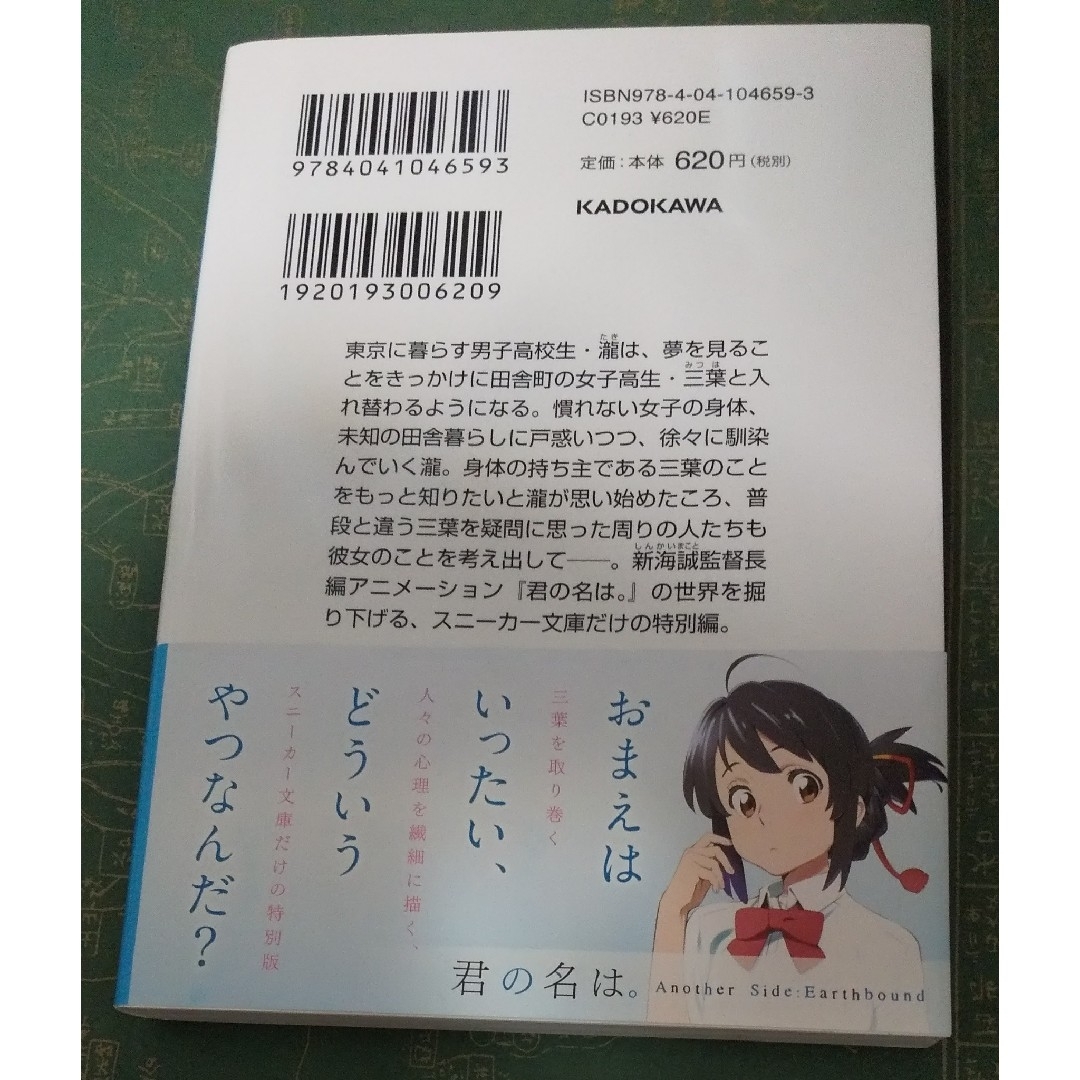 ISBN978-4-04-104659-3
C0193 ¥620E
9784041046593
定価：本体 620円（税別）
KADOKAWA
1920193006209
東京に暮らす男子高校生・瀧は、夢を見るこ
たき
とをきっかけに田舎町の女子高生・三葉と入
みつは
れ替わるようになる。慣れない女子の身体、
未知の田舎暮らしに戸惑いつつ、徐々に馴染
んでいく瀧。身体の持ち主である三葉のこと
をもっと知りたいと瀧が思い始めたころ、普
段と違う三葉を疑問に思った周りの人たちも
彼女のことを考え出して――。新海誠監督長
しんかいまこと
編アニメーション『君の名は。』の世界を掘
り下げる、スニーカー文庫だけの特別編。
おまえは
三葉を取り巻く
いったい、
人々の心理を繊細に描く、
どういう
スニーカー文庫だけの特別版
やつなんだ？
君の名は。Another Side:Earthbound